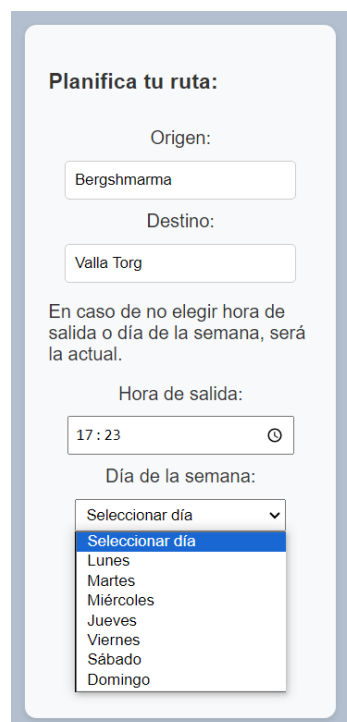 Planifica tu ruta:
Origen:
Bergshmarma
Destino:
Valla Torg
En caso de no elegir hora de
salida o día de la semana, será
la actual.
Hora de salida:
17:23
Día de la semana:
Seleccionar día
Seleccionar día
Lunes
Martes
Miércoles
Jueves
Viernes
Sábado
Domingo